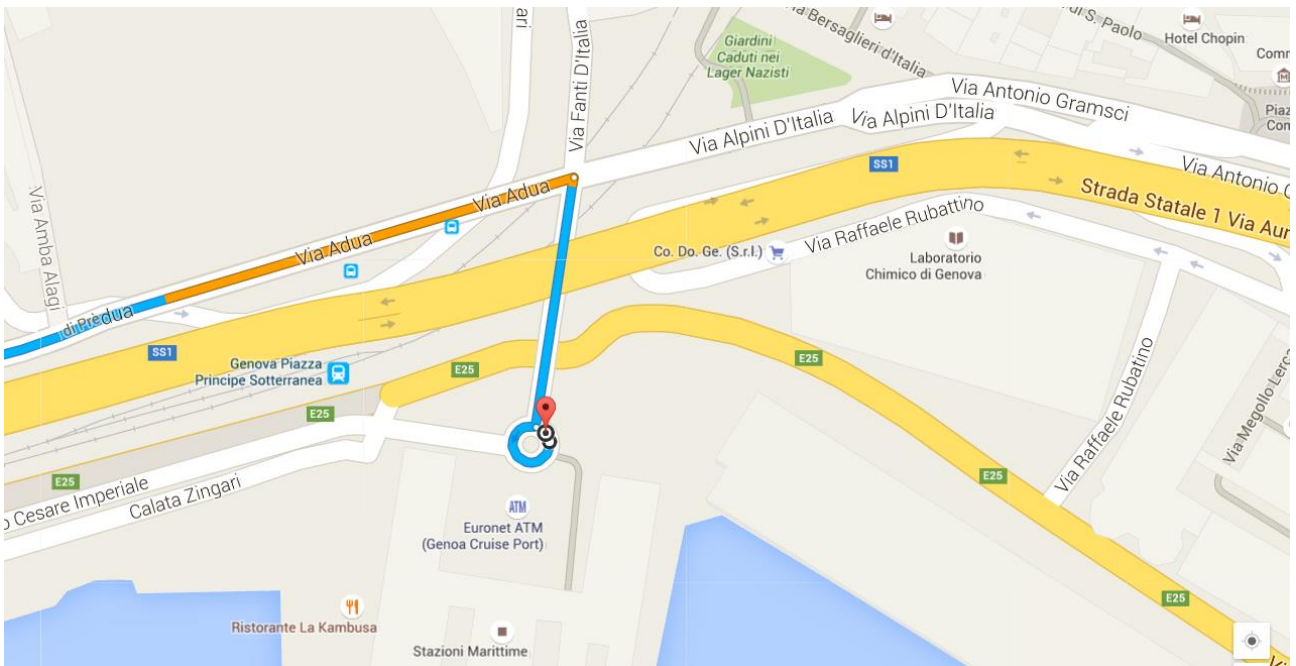 ari
Via Fanti D'Italia
Giardini
Caduti nei
Lager Nazisti
Via Bersaglieri d'Italia
S. Paolo
Hotel Chopin
Via Antonio Gramsci
Via Alpini D'Italia
Via Alpini D'Italia
Via Antonio G
SS1
Strada Statale 1 Via Aur
Via Adua
Via Adua
Via Amba Alagi
di Prè
dua
Via Raffaele Rubattino
Co. Do. Ge. (S.r.l.)
Laboratorio
Chimico di Genova
SS1
Genova Piazza
Principe Sotterranea
E25
E25
E25
E25
Via Raffaele Rubatino
Via Megollo Lerca
E25
o Cesare Imperiale
Calata Zingari
ATM
Euronet ATM
(Genoa Cruise Port)
E25
Ristorante La Kambusa
Stazioni Marittime
E25